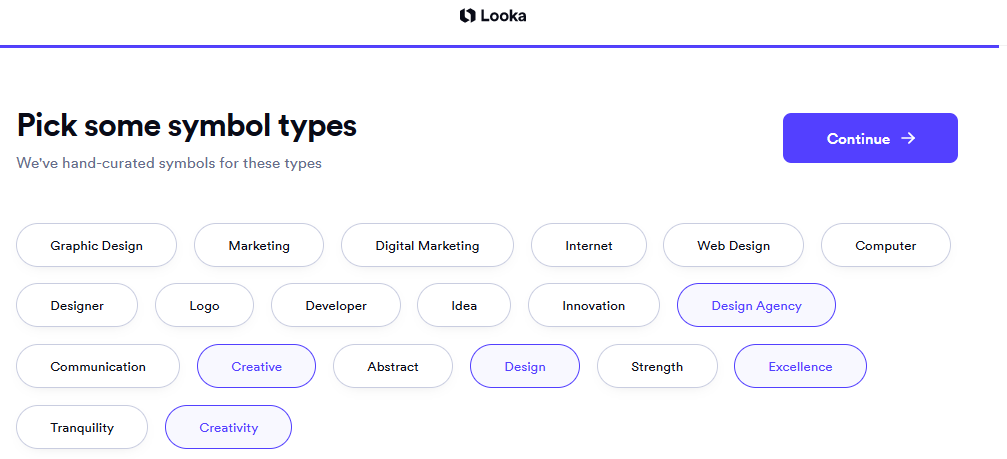 Looka
Pick some symbol types
Continue →
We've hand-curated symbols for these types
Graphic Design Marketing Digital Marketing Internet Web Design Computer
Designer Logo Developer Idea Innovation Design Agency
Communication Creative Abstract Design Strength Excellence
Tranquility Creativity